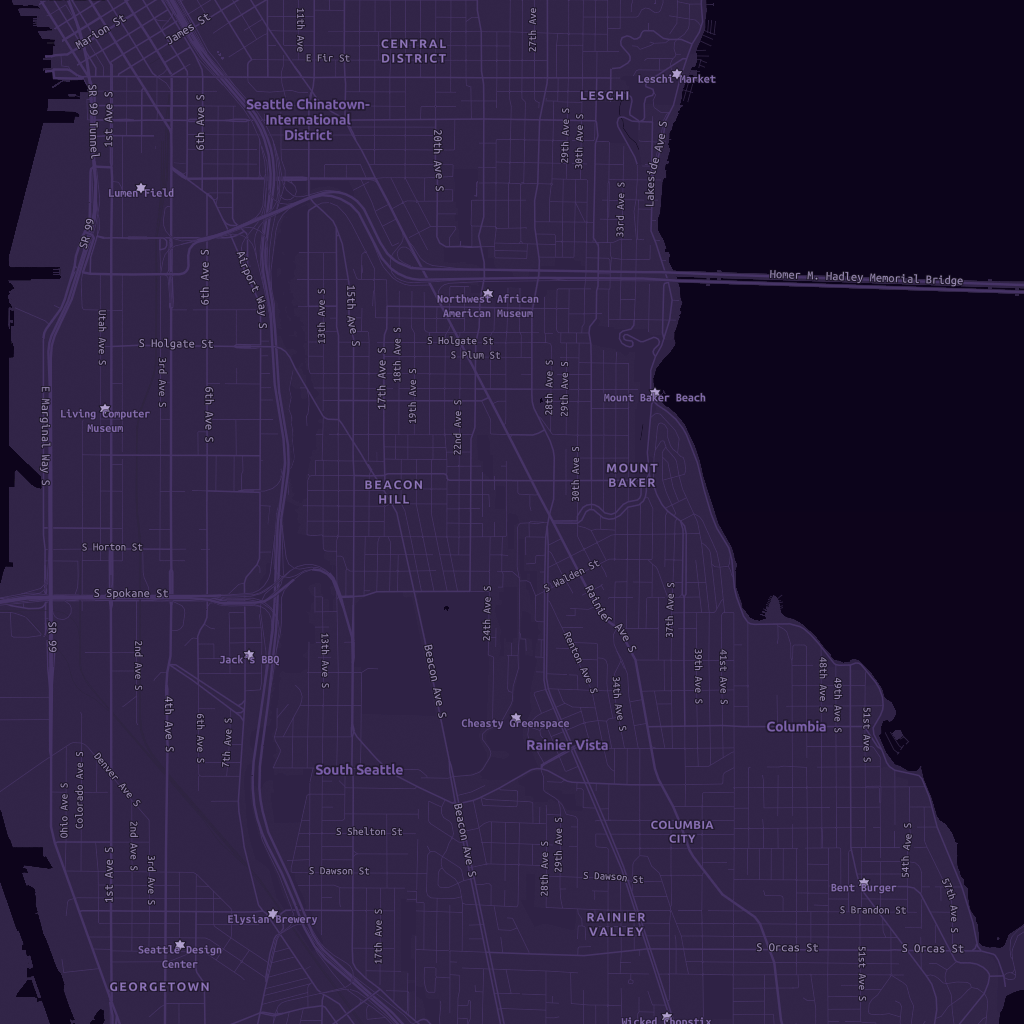 Marion St
James St
11th Ave
E Fir St
CENTRAL
DISTRICT
27th Ave
Leschi Market
LESCHI
SR 99 Tunnel
1st Ave S
6th Ave S
Seattle Chinatown-
International
District
20th Ave S
29th Ave S
30th Ave S
Lakeside Ave S
33rd Ave S
Lumen Field
SR 99
6th Ave S
Airport Way S
Homer M. Hadley Memorial Bridge
13th Ave S
15th Ave S
Northwest African
American Museum
Utah Ave S
S Holgate St
S Holgate St
S Plum St
3rd Ave S
17th Ave S
18th Ave S
19th Ave S
28th Ave S
29th Ave S
Mount Baker Beach
E Marginal Way S
Living Computer
Museum
6th Ave S
22nd Ave S
30th Ave S
MOUNT
BAKER
BEACON
HILL
S Horton St
S Walden St
S Spokane St
24th Ave S
Rainier Ave S
37th Ave S
SR 99
2nd Ave S
Jack's BBQ
13th Ave S
Beacon Ave S
Renton Ave S
34th Ave S
39th Ave S
41st Ave S
48th Ave S
49th Ave S
51st Ave S
4th Ave S
6th Ave S
7th Ave S
Cheasty Greenspace
Rainier Vista
Columbia
South Seattle
Denver Ave S
Colorado Ave S
Ohio Ave S
2nd Ave S
3rd Ave S
1st Ave S
S Shelton St
Beacon Ave S
COLUMBIA
CITY
28th Ave S
29th Ave S
54th Ave S
S Dawson St
S Dawson St
Bent Burger
57th Ave S
S Brandon St
Elysian Brewery
17th Ave S
RAINIER
VALLEY
Seattle Design
Center
S Orcas St
S Orcas St
51st Ave S
GEORGETOWN
Wicked Chopstix